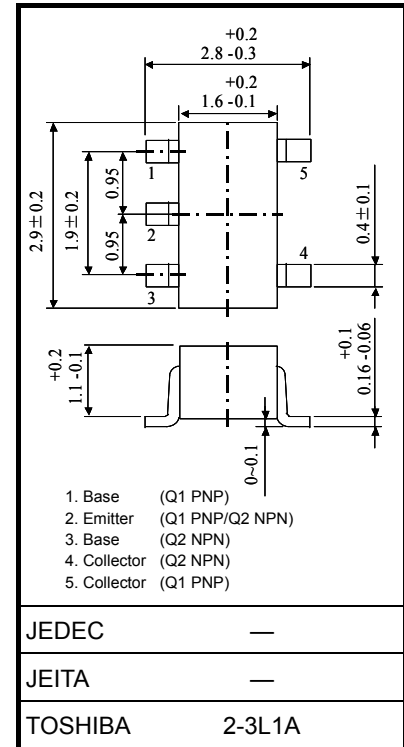 +0.2
2.8 -0.3
+0.2
1.6 -0.1
2.9 ± 0.2
1.9 ± 0.2
0.95
0.95
1
2
3
5
4
0.4 ± 0.1
+0.2
1.1 -0.1
+0.1
0.16 -0.06
0~0.1
1. Base (Q1 PNP)
2. Emitter (Q1 PNP/Q2 NPN)
3. Base (Q2 NPN)
4. Collector (Q2 NPN)
5. Collector (Q1 PNP)
JEDEC —
JEITA —
TOSHIBA 2-3L1A